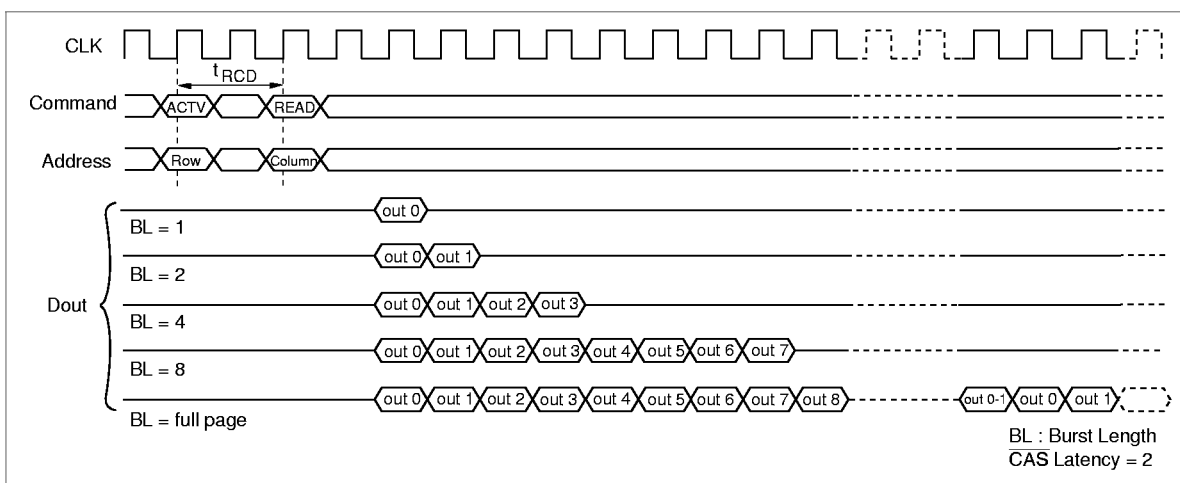 CLK
tRCD
Command ACTV READ
Address Row Column
out 0
BL = 1
out 0 out 1
BL = 2
Dout
out 0 out 1 out 2 out 3
BL = 4
out 0 out 1 out 2 out 3 out 4 out 5 out 6 out 7
BL = 8
out 0 out 1 out 2 out 3 out 4 out 5 out 6 out 7 out 8 out 0-1 out 0 out 1
BL = full page
BL : Burst Length
CAS Latency = 2